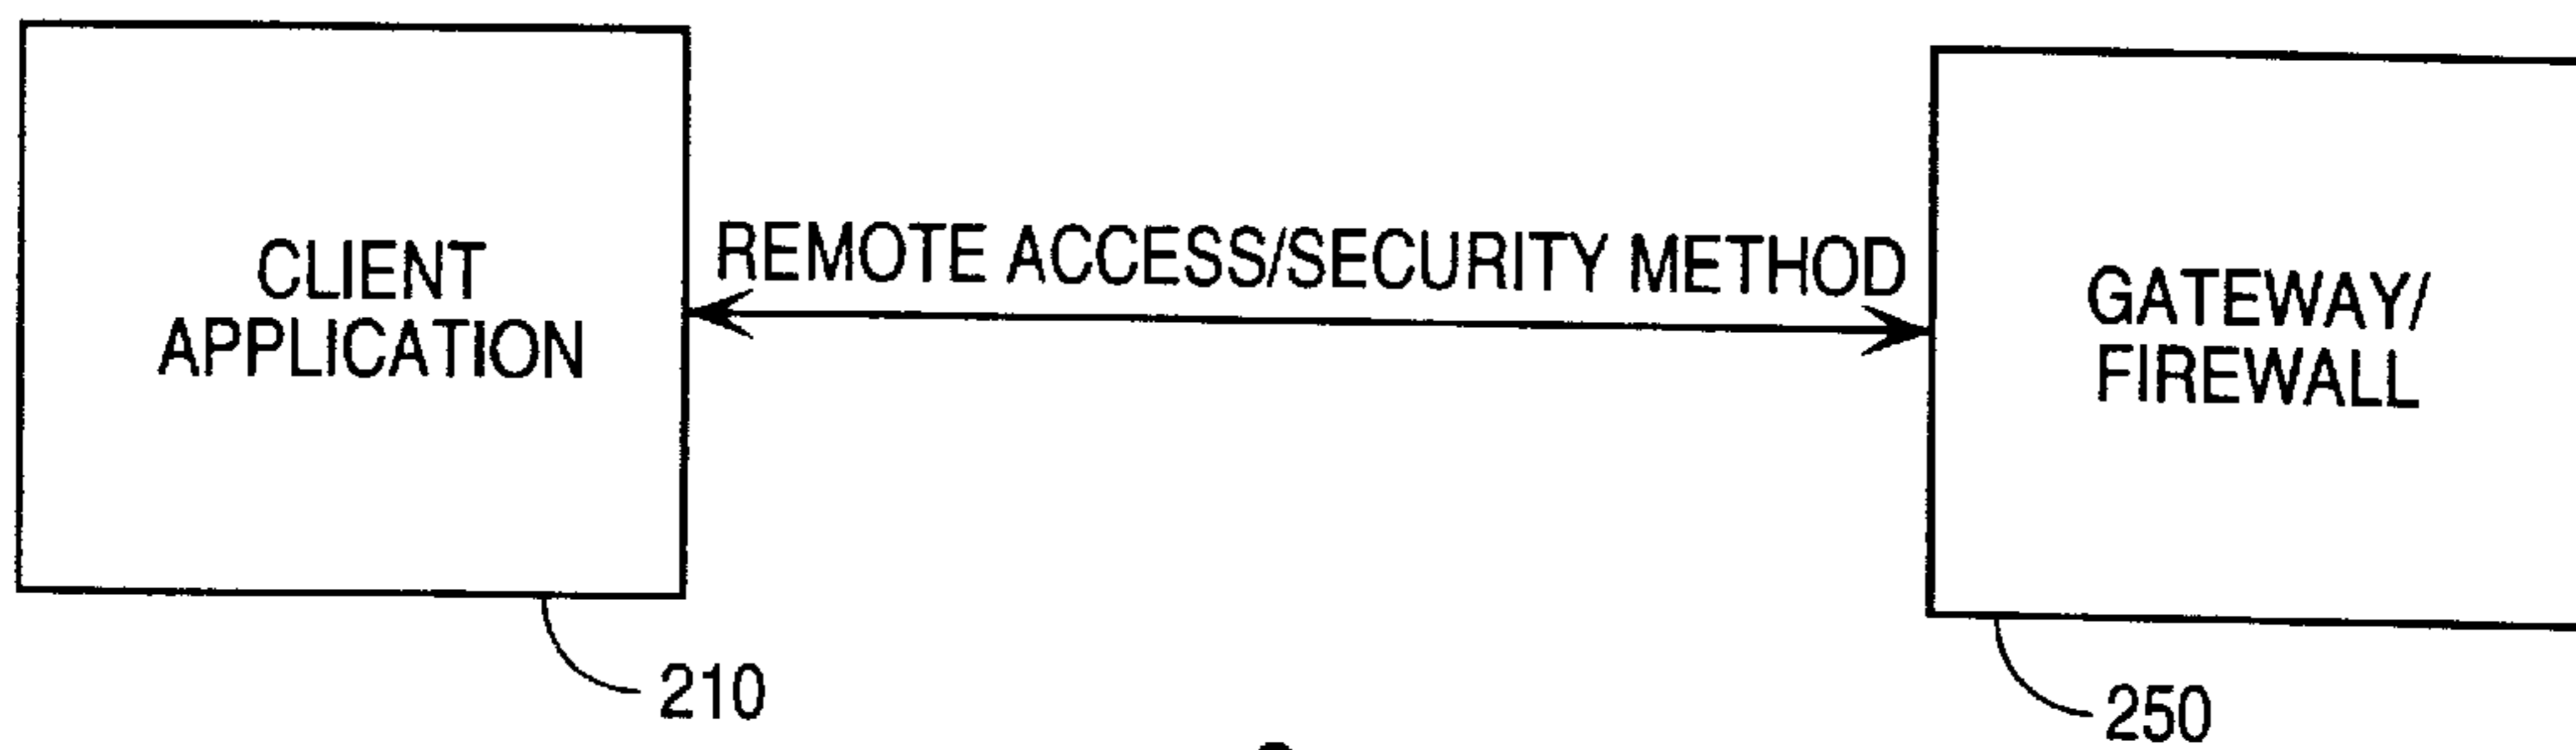 CLIENT
APPLICATION
REMOTE ACCESS/SECURITY METHOD
GATEWAY/
FIREWALL
210
250